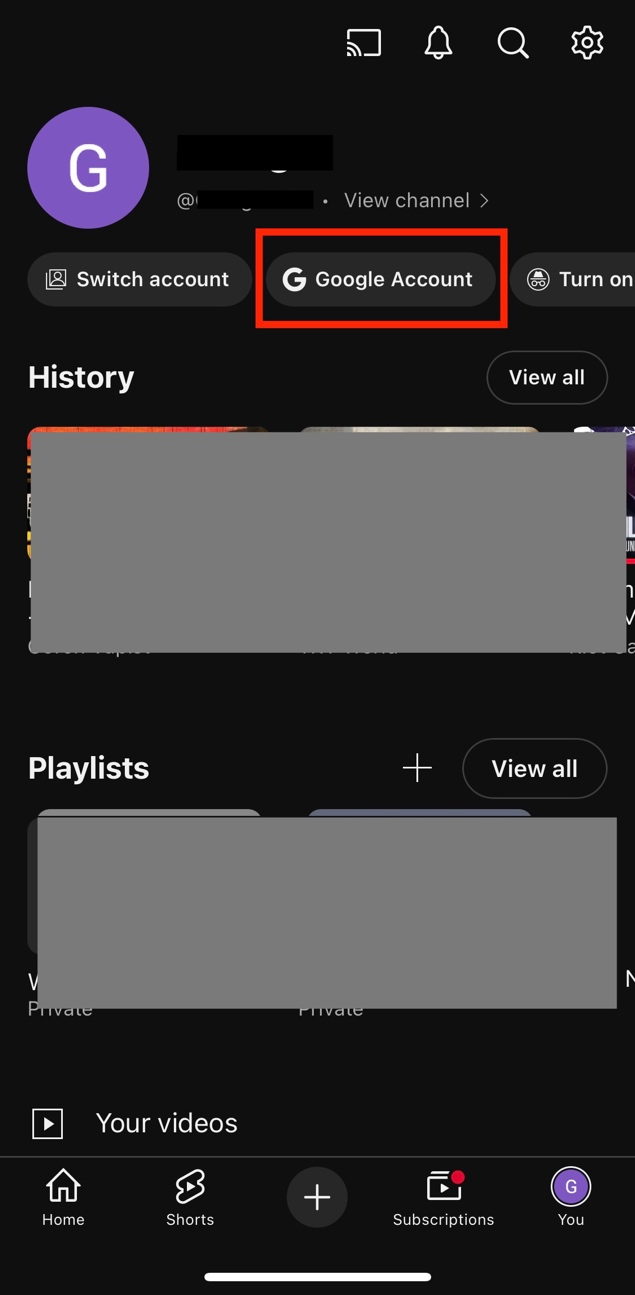 G
@
• View channel >
Switch account
Google Account
Turn on
History
View all
Playlists
View all
Private
Private
Your videos
Home
Shorts
Subscriptions
G
You